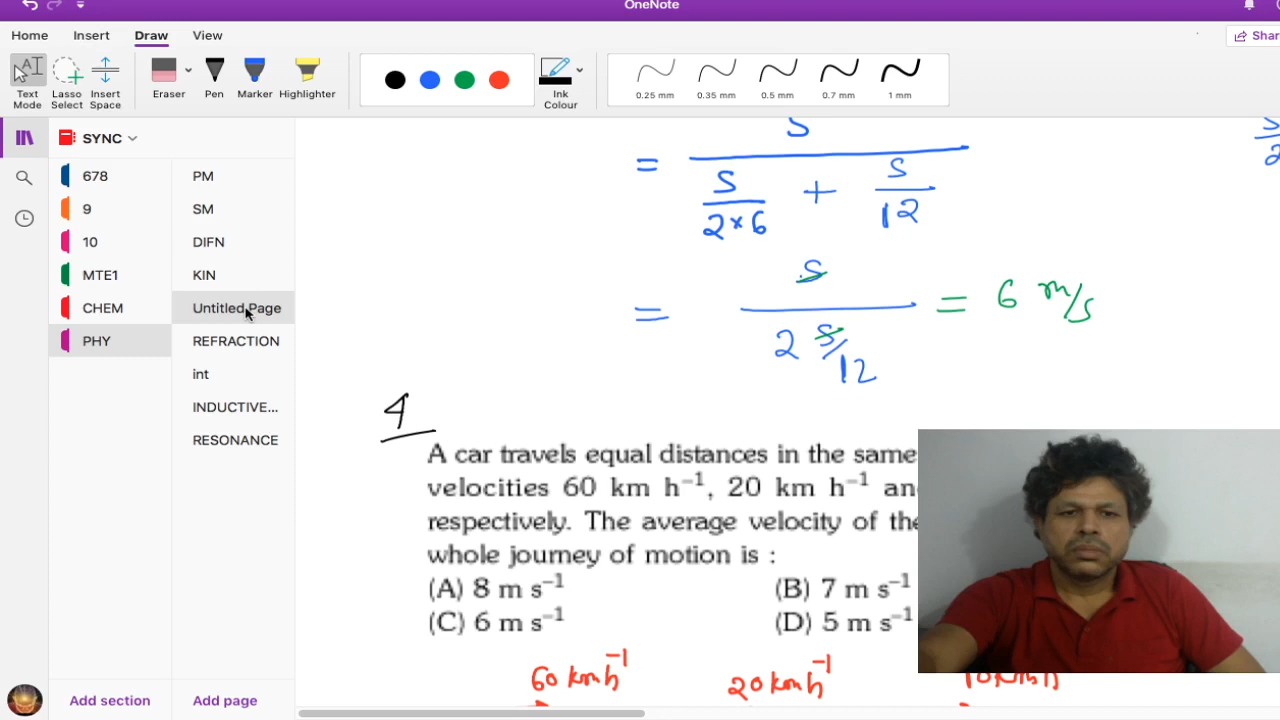 OneNote
Home Insert Draw View
Shar
Text Mode
Lasso Select
Insert Space
Eraser
Pen
Marker
Highlighter
Ink Colour
0.25 mm 0.35 mm 0.5 mm 0.7 mm 1 mm
SYNC
678
9
10
MTE1
CHEM
PHY
PM
SM
DIFN
KIN
Untitled Page
REFRACTION
int
INDUCTIVE...
RESONANCE
Add section
Add page
= s / (s/2×6 + s/12)
s/2
= s / 2 s/12 = 6 m/s
4
A car travels equal distances in the same
velocities 60 km h⁻¹, 20 km h⁻¹ an
respectively. The average velocity of the
whole journey of motion is :
(A) 8 m s⁻¹ (B) 7 m s⁻¹
(C) 6 m s⁻¹ (D) 5 m s⁻¹
60 kmh⁻¹ 20 kmh⁻¹